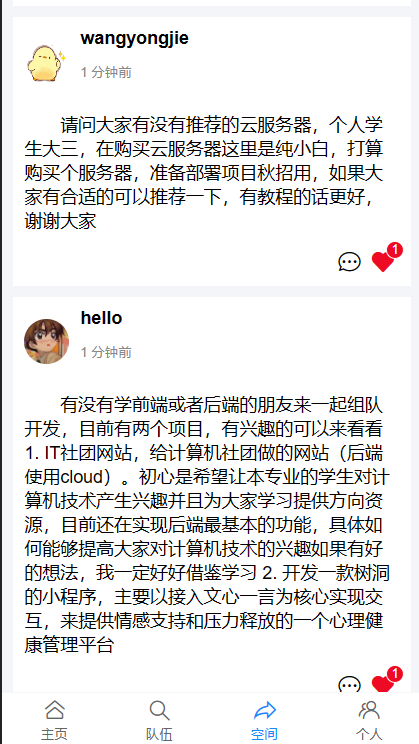 wangyongjie
1 分钟前
请问大家有没有推荐的云服务器，个人学
生大三，在购买云服务器这里是纯小白，打算
购买个服务器，准备部署项目秋招用，如果大
家有合适的可以推荐一下，有教程的话更好，
谢谢大家
1
hello
1 分钟前
有没有学前端或者后端的朋友来一起组队
开发，目前有两个项目，有兴趣的可以来看看
1. IT社团网站，给计算机社团做的网站（后端
使用cloud）。初心是希望让本专业的学生对计
算机技术产生兴趣并且为大家学习提供方向资
源，目前还在实现后端最基本的功能，具体如
何能够提高大家对计算机技术的兴趣如果有好
的想法，我一定好好借鉴学习 2. 开发一款树洞
的小程序，主要以接入文心一言为核心实现交
互，来提供情感支持和压力释放的一个心理健
康管理平台
1
主页
队伍
空间
个人